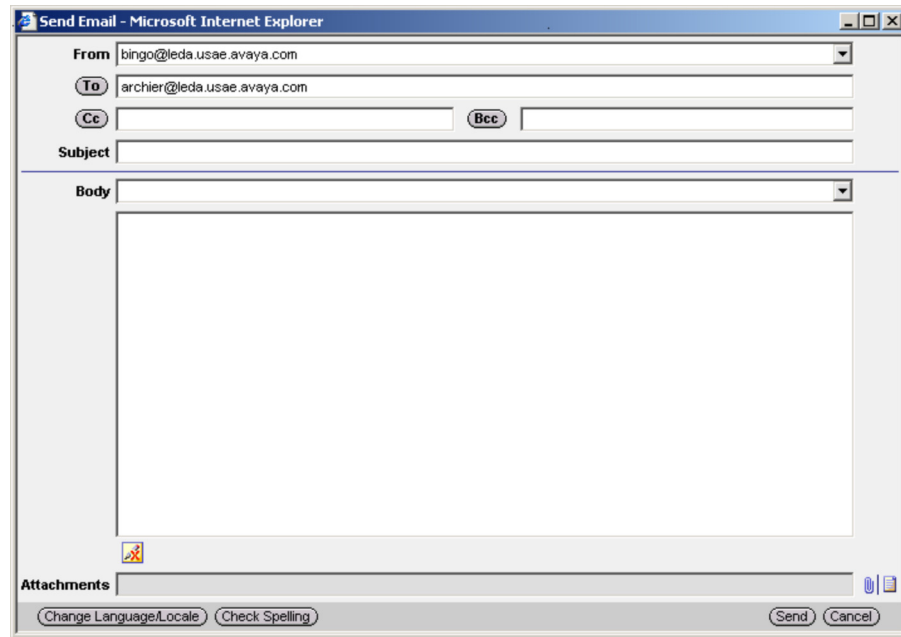 Send Email - Microsoft Internet Explorer
From bingo@leda.usae.avaya.com
To archier@leda.usae.avaya.com
Cc Bcc
Subject
Body
Attachments
Change Language/Locale Check Spelling Send Cancel